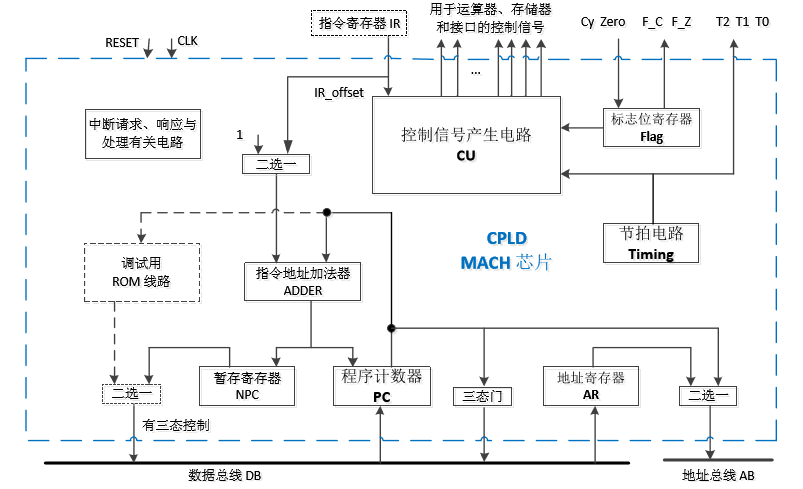 指令寄存器 IR
用于运算器、存储器
和接口的控制信号
Cy Zero
F_C F_Z
T2 T1 T0
RESET
CLK
...
IR_offset
中断请求、响应与
处理有关电路
1
二选一
控制信号产生电路
CU
标志位寄存器
Flag
节拍电路
Timing
CPLD
MACH 芯片
调试用
ROM 线路
指令地址加法器
ADDER
二选一
暂存寄存器
NPC
程序计数器
PC
三态门
地址寄存器
AR
二选一
有三态控制
数据总线 DB
地址总线 AB